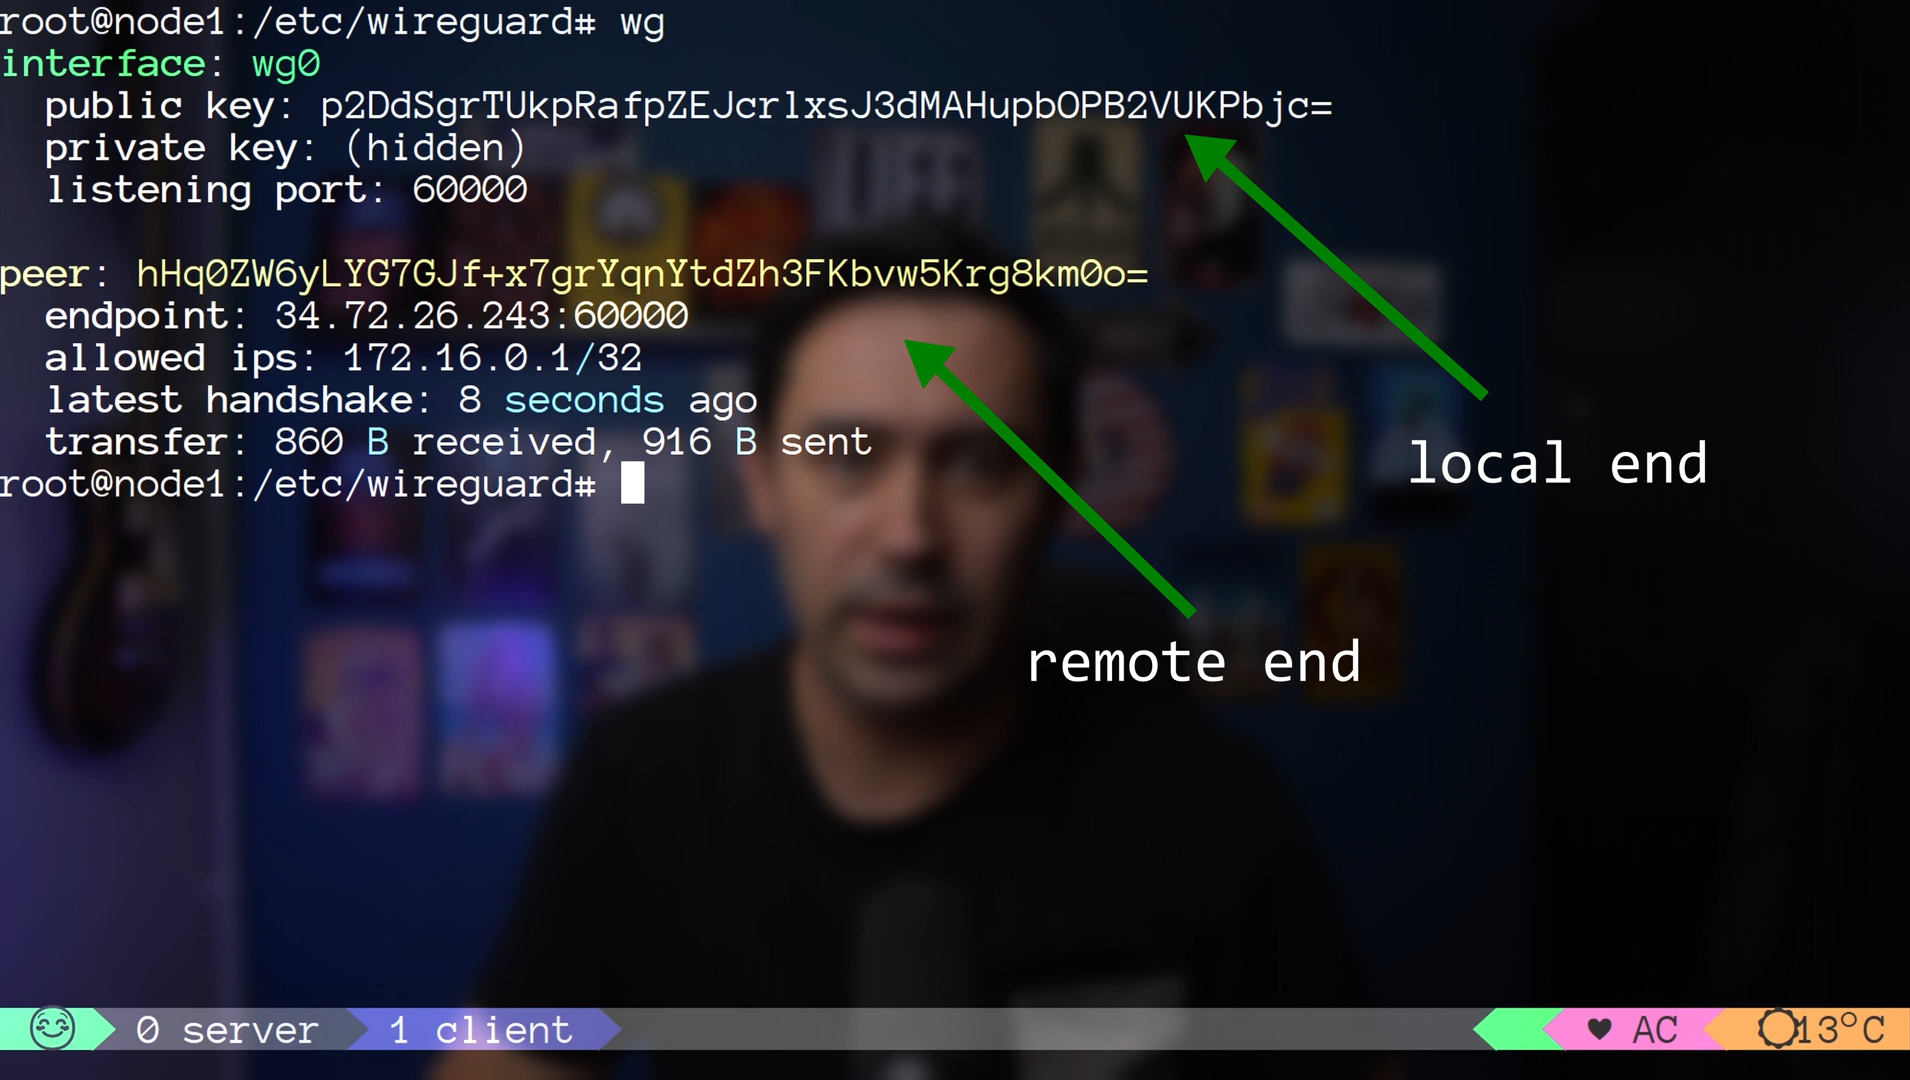 root@node1:/etc/wireguard# wg
interface: wg0
public key: p2DdSgrTUkpRafpZEJcrlxsJ3dMAHupbOPB2VUKPbjc=
private key: (hidden)
listening port: 60000
peer: hHq0ZW6yLYG7GJf+x7grYqnYtdZh3FKbvw5Krg8km0o=
endpoint: 34.72.26.243:60000
allowed ips: 172.16.0.1/32
latest handshake: 8 seconds ago
transfer: 860 B received, 916 B sent
root@node1:/etc/wireguard#
local end
remote end
0 server 1 client
♥ AC 13°C